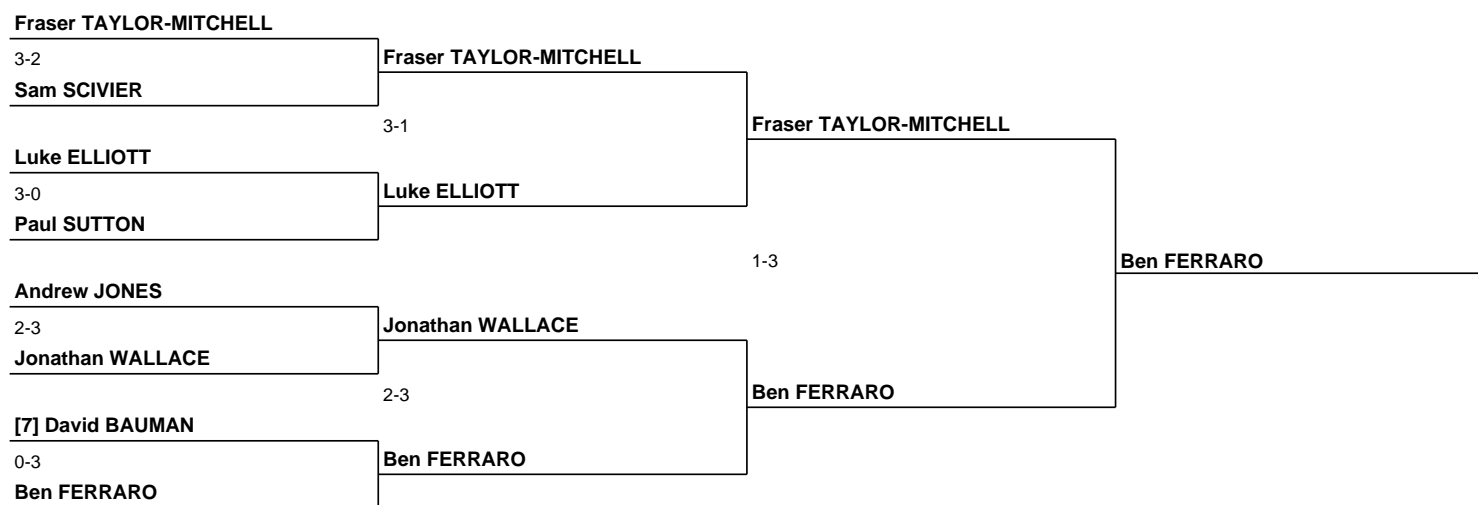 Fraser TAYLOR-MITCHELL
3-2
Fraser TAYLOR-MITCHELL
Sam SCIVIER
3-1
Fraser TAYLOR-MITCHELL
Luke ELLIOTT
3-0
Luke ELLIOTT
Paul SUTTON
1-3
Ben FERRARO
Andrew JONES
2-3
Jonathan WALLACE
Jonathan WALLACE
2-3
Ben FERRARO
[7] David BAUMAN
0-3
Ben FERRARO
Ben FERRARO